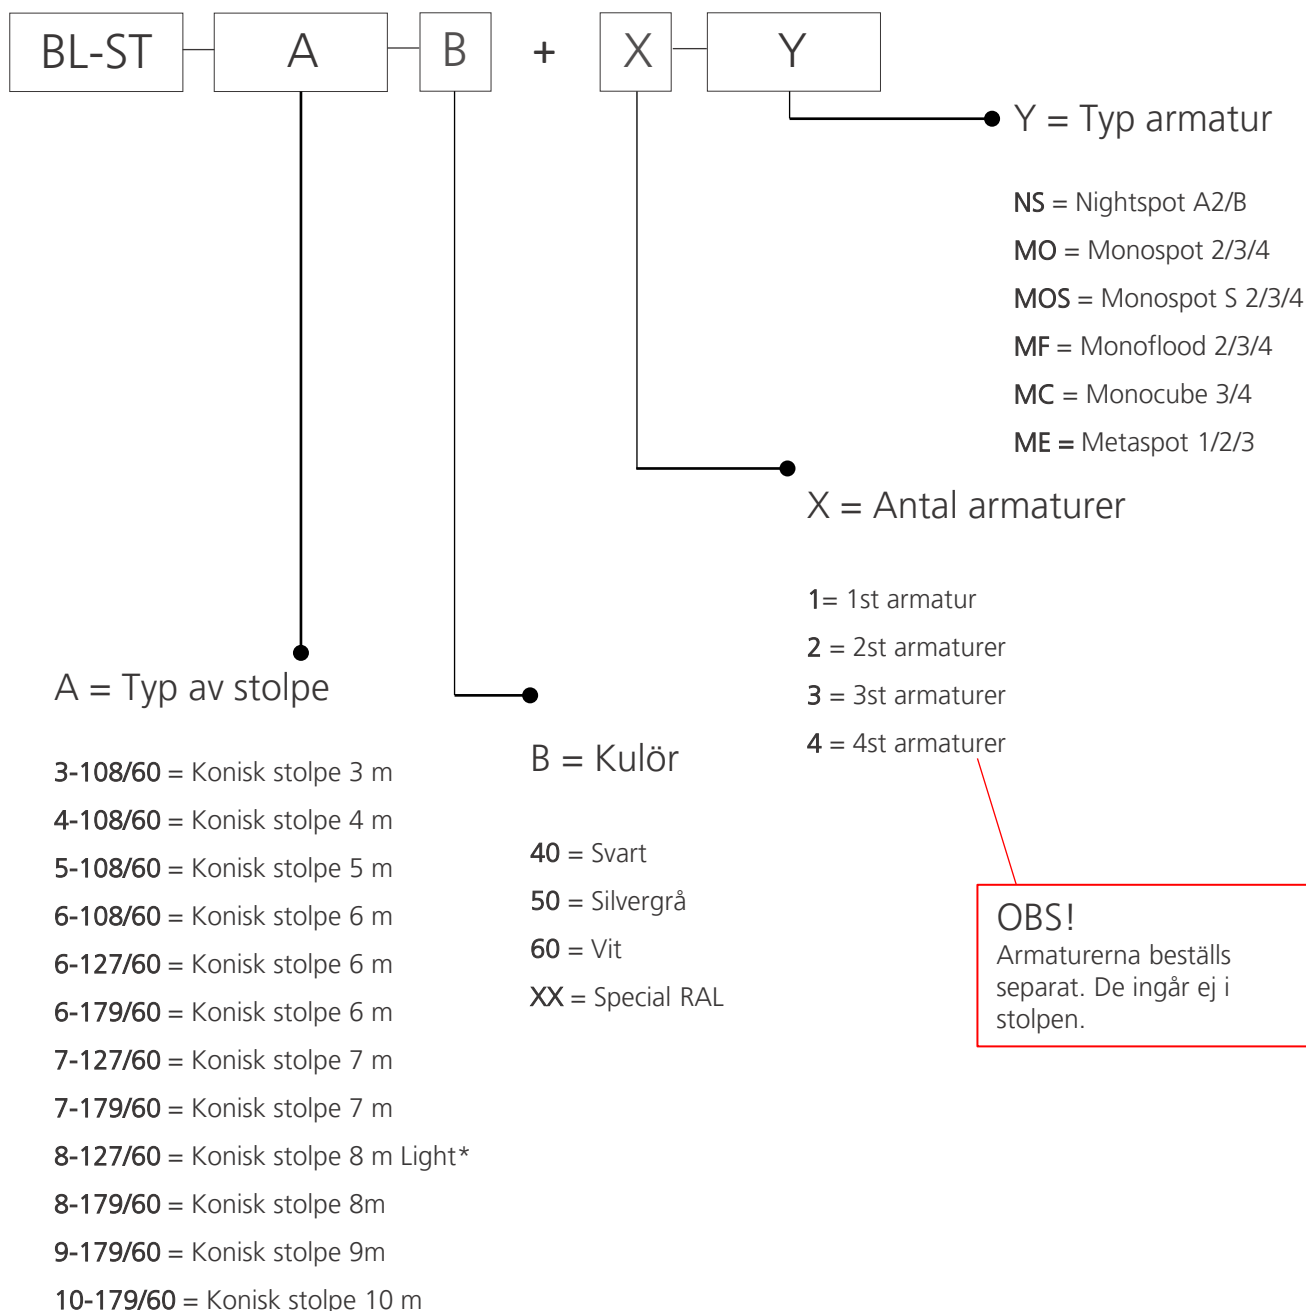 BL-ST A B + X Y
Y = Typ armatur
NS = Nightspot A2/B
MO = Monospot 2/3/4
MOS = Monospot S 2/3/4
MF = Monoflood 2/3/4
MC = Monocube 3/4
ME = Metaspot 1/2/3
X = Antal armaturer
1= 1st armatur
2 = 2st armaturer
3 = 3st armaturer
4 = 4st armaturer
OBS!
Armaturerna beställs
separat. De ingår ej i
stolpen.
A = Typ av stolpe
3-108/60 = Konisk stolpe 3 m
4-108/60 = Konisk stolpe 4 m
5-108/60 = Konisk stolpe 5 m
6-108/60 = Konisk stolpe 6 m
6-127/60 = Konisk stolpe 6 m
6-179/60 = Konisk stolpe 6 m
7-127/60 = Konisk stolpe 7 m
7-179/60 = Konisk stolpe 7 m
8-127/60 = Konisk stolpe 8 m Light*
8-179/60 = Konisk stolpe 8m
9-179/60 = Konisk stolpe 9m
10-179/60 = Konisk stolpe 10 m
B = Kulör
40 = Svart
50 = Silvergrå
60 = Vit
XX = Special RAL